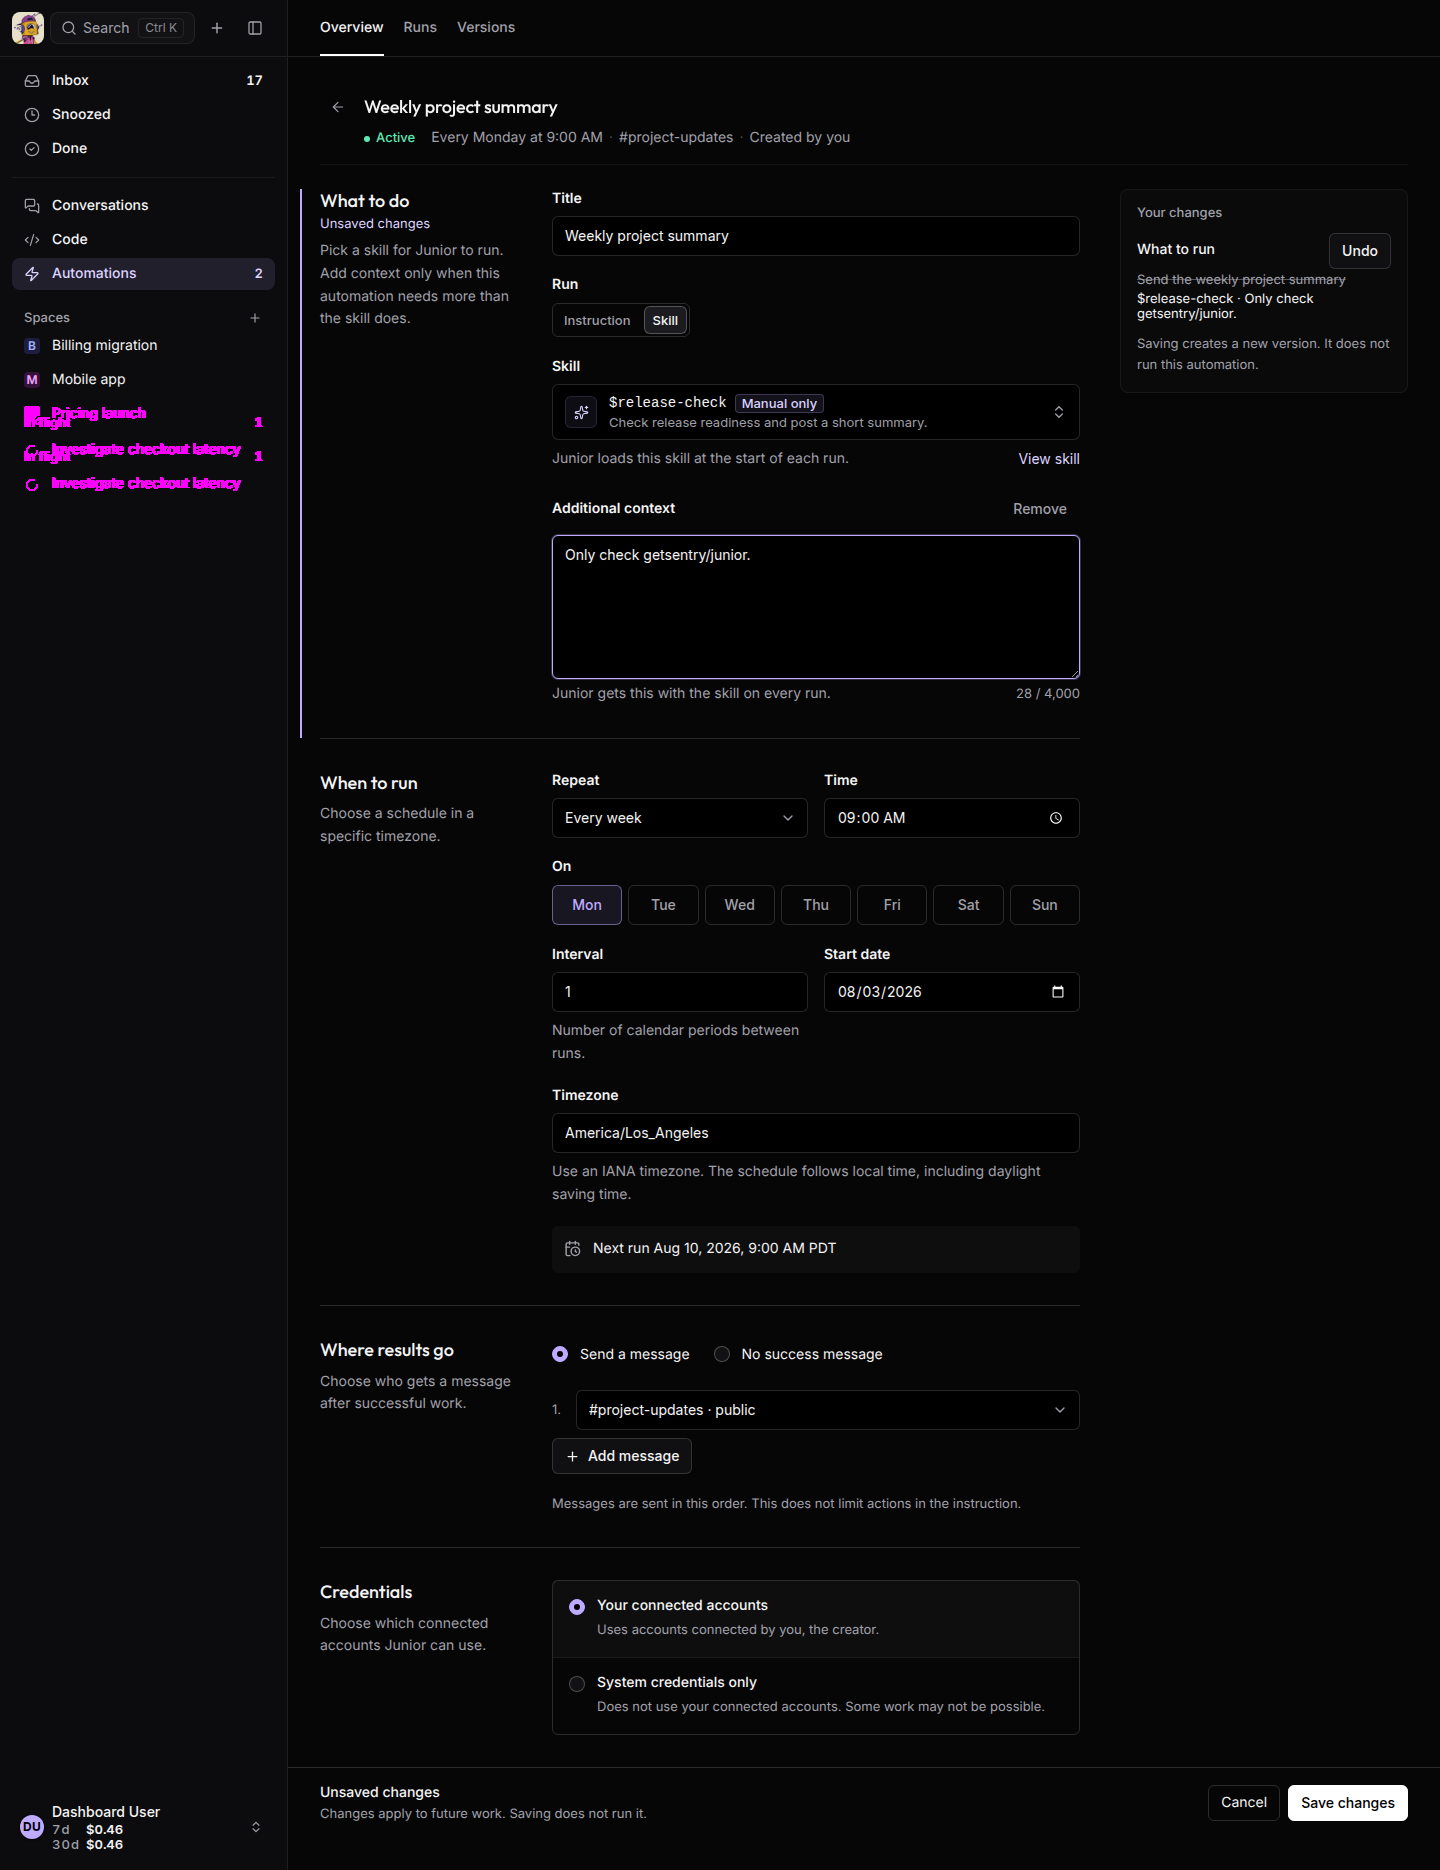 Search Ctrl K
Inbox 17
Snoozed
Done
Conversations
Code
Automations 2
Spaces
B Billing migration
M Mobile app
Pricing launch
In flight 1
Investigate checkout latency
In flight 1
Investigate checkout latency
DU Dashboard User
7d $0.46
30d $0.46
Overview Runs Versions
Weekly project summary
Active Every Monday at 9:00 AM · #project-updates · Created by you
What to do
Unsaved changes
Pick a skill for Junior to run.
Add context only when this
automation needs more than
the skill does.
Title
Weekly project summary
Run
Instruction Skill
Skill
$release-check Manual only
Check release readiness and post a short summary.
Junior loads this skill at the start of each run. View skill
Additional context Remove
Only check getsentry/junior.
Junior gets this with the skill on every run. 28 / 4,000
Your changes
What to run Undo
Send the weekly project summary
$release-check · Only check
getsentry/junior.
Saving creates a new version. It does not
run this automation.
When to run
Choose a schedule in a
specific timezone.
Repeat Time
Every week 09:00 AM
On
Mon Tue Wed Thu Fri Sat Sun
Interval Start date
1 08/03/2026
Number of calendar periods between
runs.
Timezone
America/Los_Angeles
Use an IANA timezone. The schedule follows local time, including daylight
saving time.
Next run Aug 10, 2026, 9:00 AM PDT
Where results go
Choose who gets a message
after successful work.
Send a message No success message
1. #project-updates · public
Add message
Messages are sent in this order. This does not limit actions in the instruction.
Credentials
Choose which connected
accounts Junior can use.
Your connected accounts
Uses accounts connected by you, the creator.
System credentials only
Does not use your connected accounts. Some work may not be possible.
Unsaved changes
Changes apply to future work. Saving does not run it.
Cancel Save changes